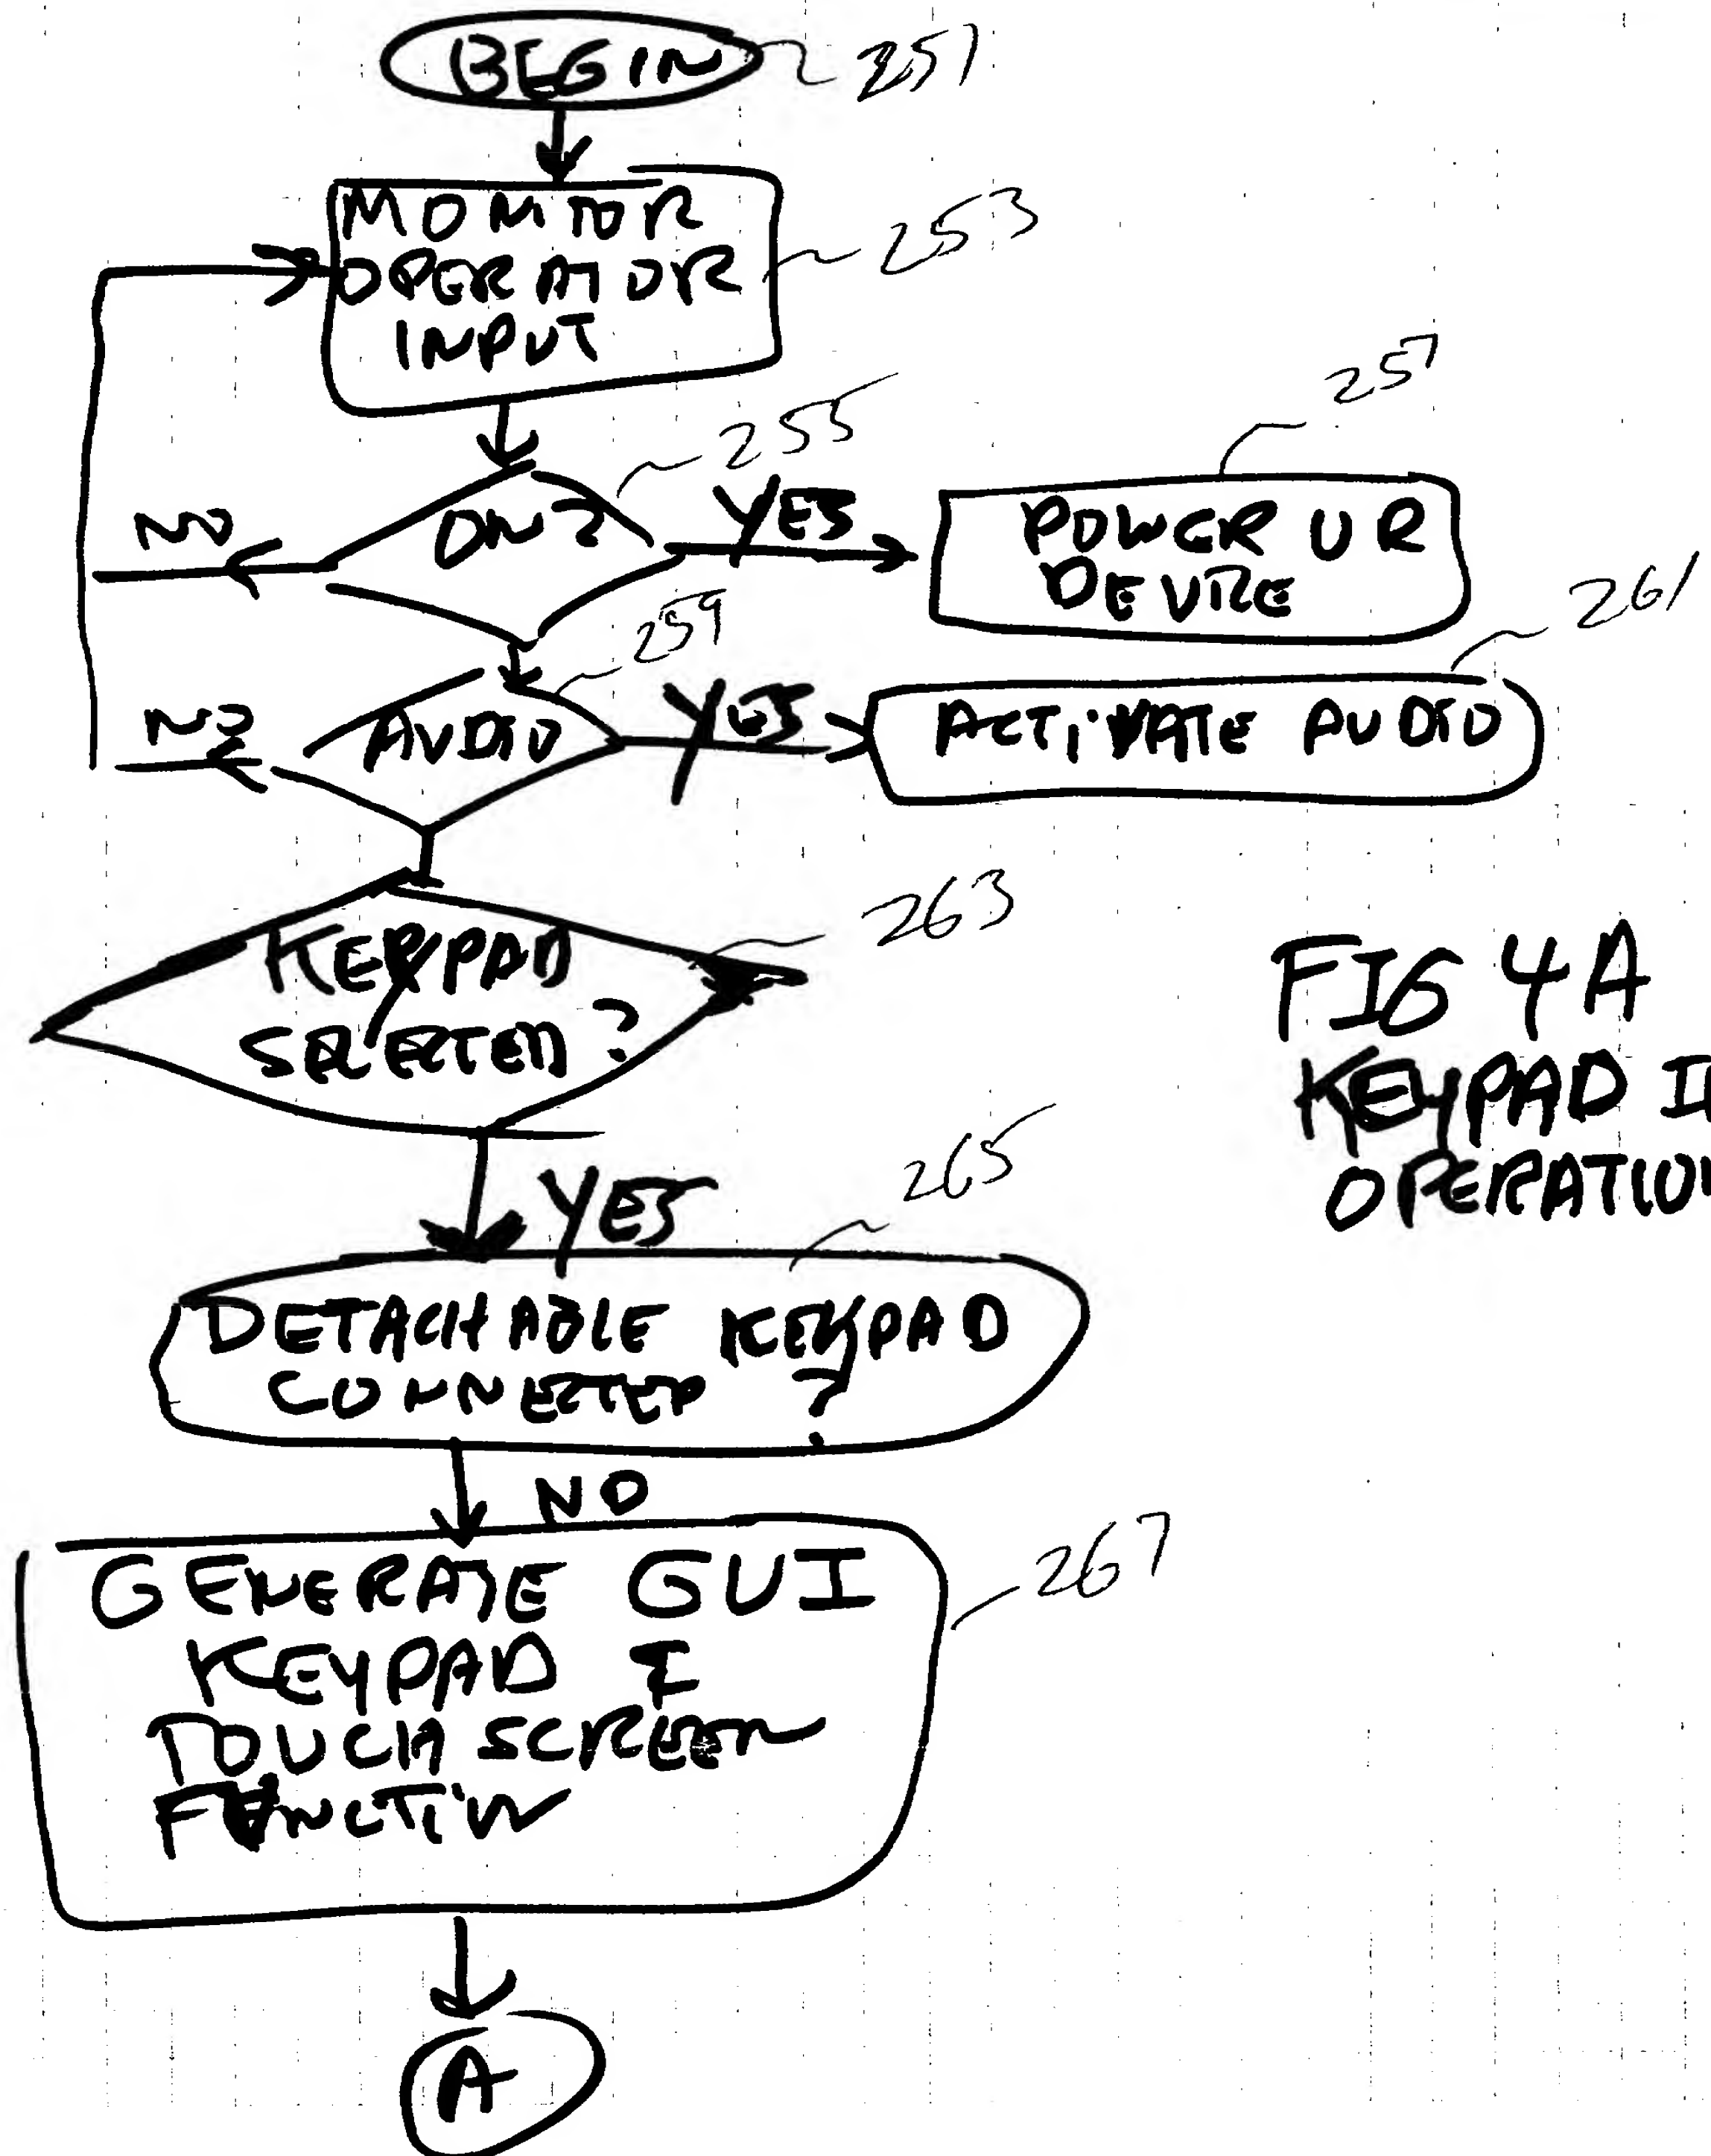 BEGIN 251
MONITOR
OPERATOR
INPUT
253
ON?
255
NO
YES
POWER UP
DEVICE
257
AUDIO
259
NO
YES
ACTIVATE AUDIO
261
KEYPAD
SELECTED?
263
FIG 4A
KEYPAD
OPERATION
YES
265
DETACHABLE KEYPAD
CONNECTED ?
NO
GENERATE GUI
KEYPAD &
TOUCH SCREEN
FUNCTION
267
A